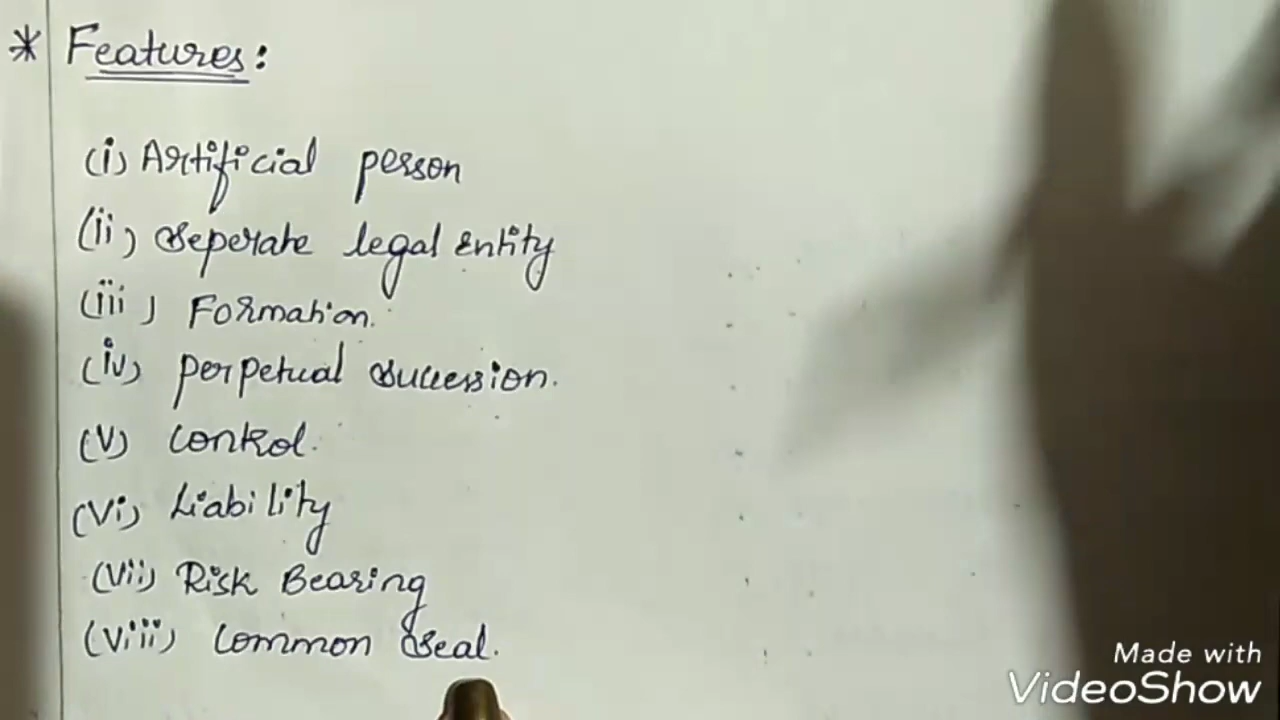 * Features:
(i) Artificial person
(ii) Seperate legal Entity
(iii) Formation.
(iv) perpetual succession.
(v) Control.
(vi) Liability
(vii) Risk Bearing
(viii) Common Seal.
Made with
VideoShow